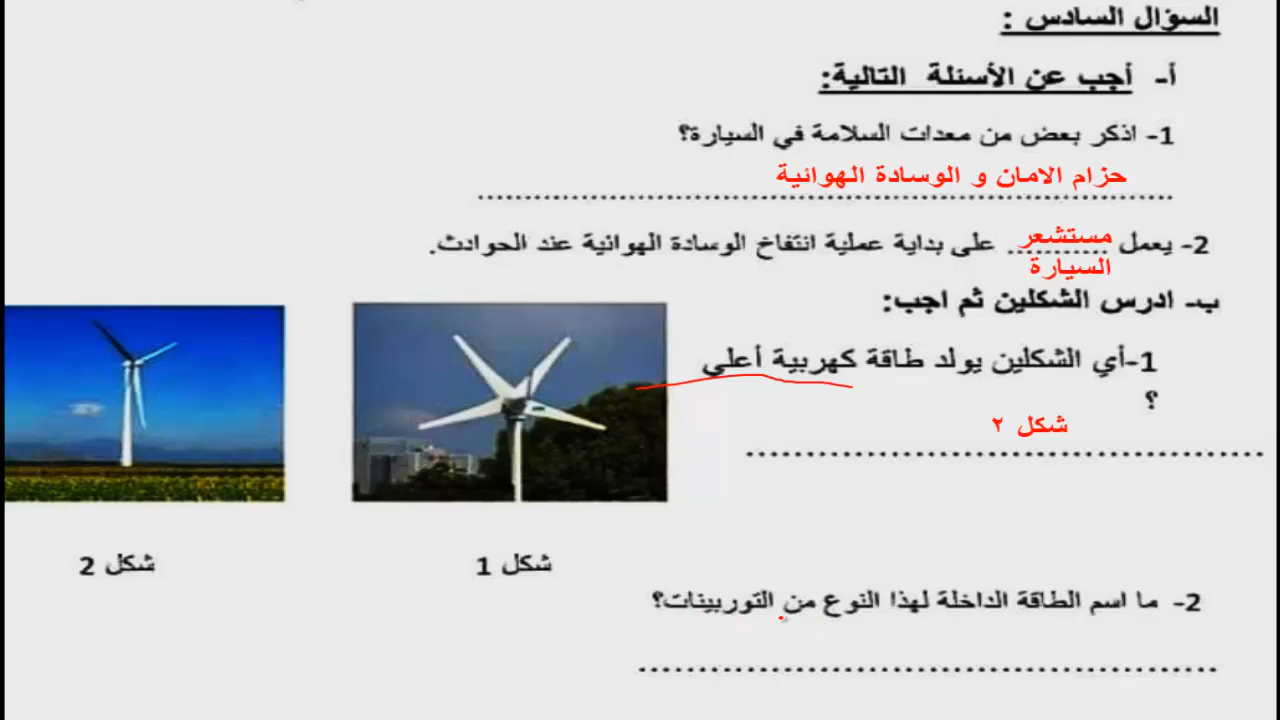 السؤال السادس :
أ- أجب عن الأسئلة التالية:
1- اذكر بعض من معدات السلامة في السيارة؟
حزام الامان و الوسادة الهوائية
2- يعمل .......... على بداية عملية انتفاخ الوسادة الهوائية عند الحوادث.
مستشعر
السيارة
ب- ادرس الشكلين ثم اجب:
1-أي الشكلين يولد طاقة كهربية أعلي
؟
شكل ٢
شكل 1
شكل 2
2- ما اسم الطاقة الداخلة لهذا النوع من التوربينات؟